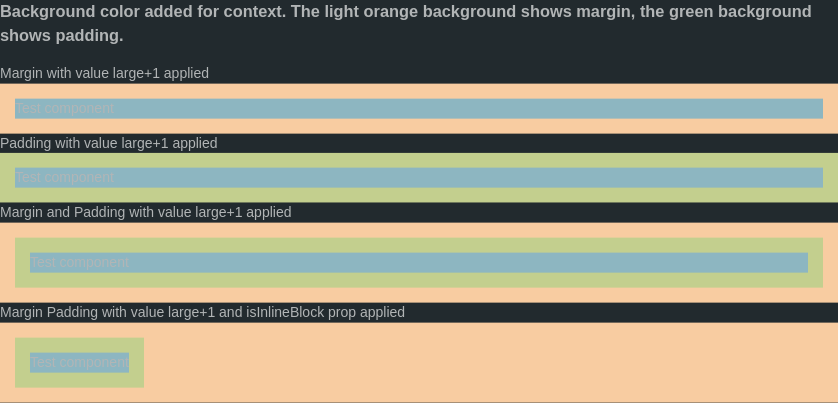 Background color added for context. The light orange background shows margin, the green background
shows padding.
Margin with value large+1 applied
Test component
Padding with value large+1 applied
Test component
Margin and Padding with value large+1 applied
Test component
Margin Padding with value large+1 and isInlineBlock prop applied
Test component